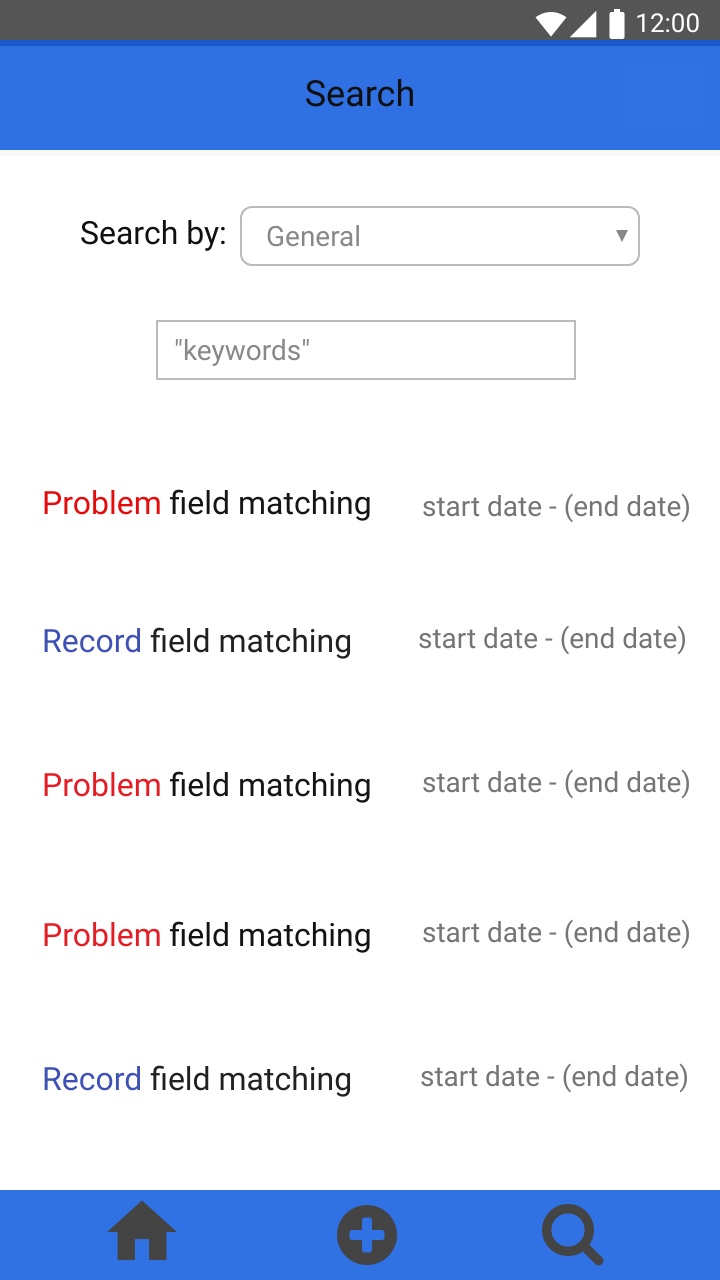 12:00
Search
Search by: General
"keywords"
Problem field matching start date - (end date)
Record field matching start date - (end date)
Problem field matching start date - (end date)
Problem field matching start date - (end date)
Record field matching start date - (end date)